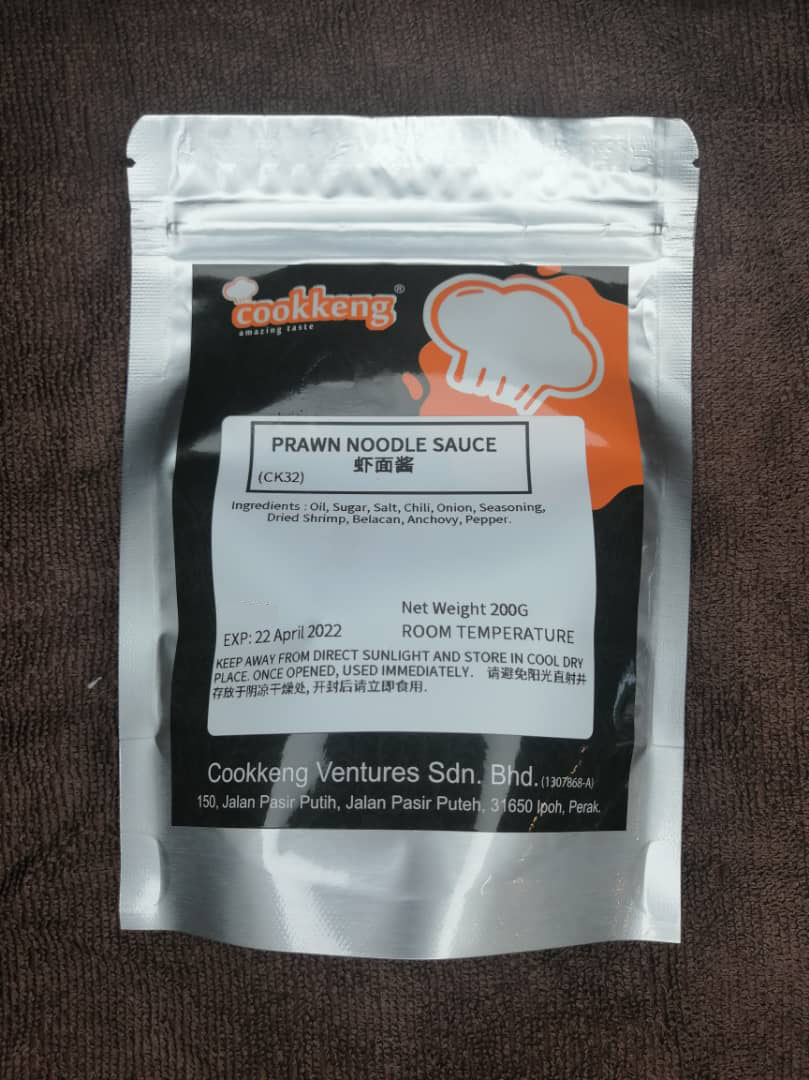 cookkeng®
amazing taste
PRAWN NOODLE SAUCE
虾面酱
(CK32)
Ingredients : Oil, Sugar, Salt, Chili, Onion, Seasoning,
Dried Shrimp, Belacan, Anchovy, Pepper.
Net Weight 200G
EXP: 22 April 2022
ROOM TEMPERATURE
KEEP AWAY FROM DIRECT SUNLIGHT AND STORE IN COOL DRY
PLACE. ONCE OPENED, USED IMMEDIATELY. 请避免阳光直射并
存放于阴凉干燥处, 开封后请立即食用.
Cookkeng Ventures Sdn. Bhd. (1307868-A)
150, Jalan Pasir Putih, Jalan Pasir Puteh, 31650 Ipoh, Perak.